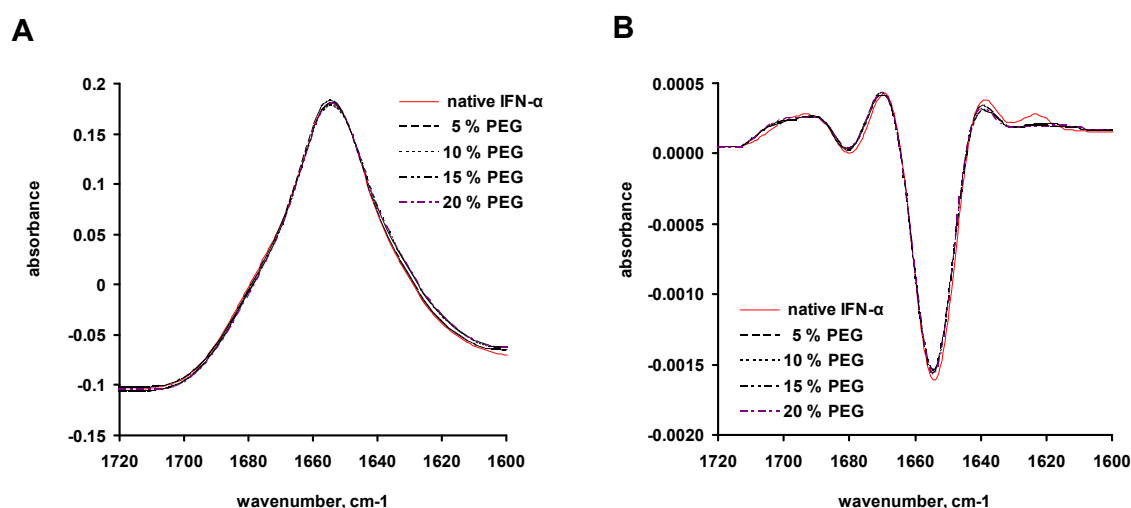 A
0.2
0.15
0.1
0.05
0
-0.05
-0.1
-0.15
absorbance
1720 1700 1680 1660 1640 1620 1600
wavenumber, cm-1
native IFN-α
5 % PEG
10 % PEG
15 % PEG
20 % PEG
B
0.0005
0.0000
-0.0005
-0.0010
-0.0015
-0.0020
absorbance
1720 1700 1680 1660 1640 1620 1600
wavenumber, cm-1
native IFN-α
5 % PEG
10 % PEG
15 % PEG
20 % PEG